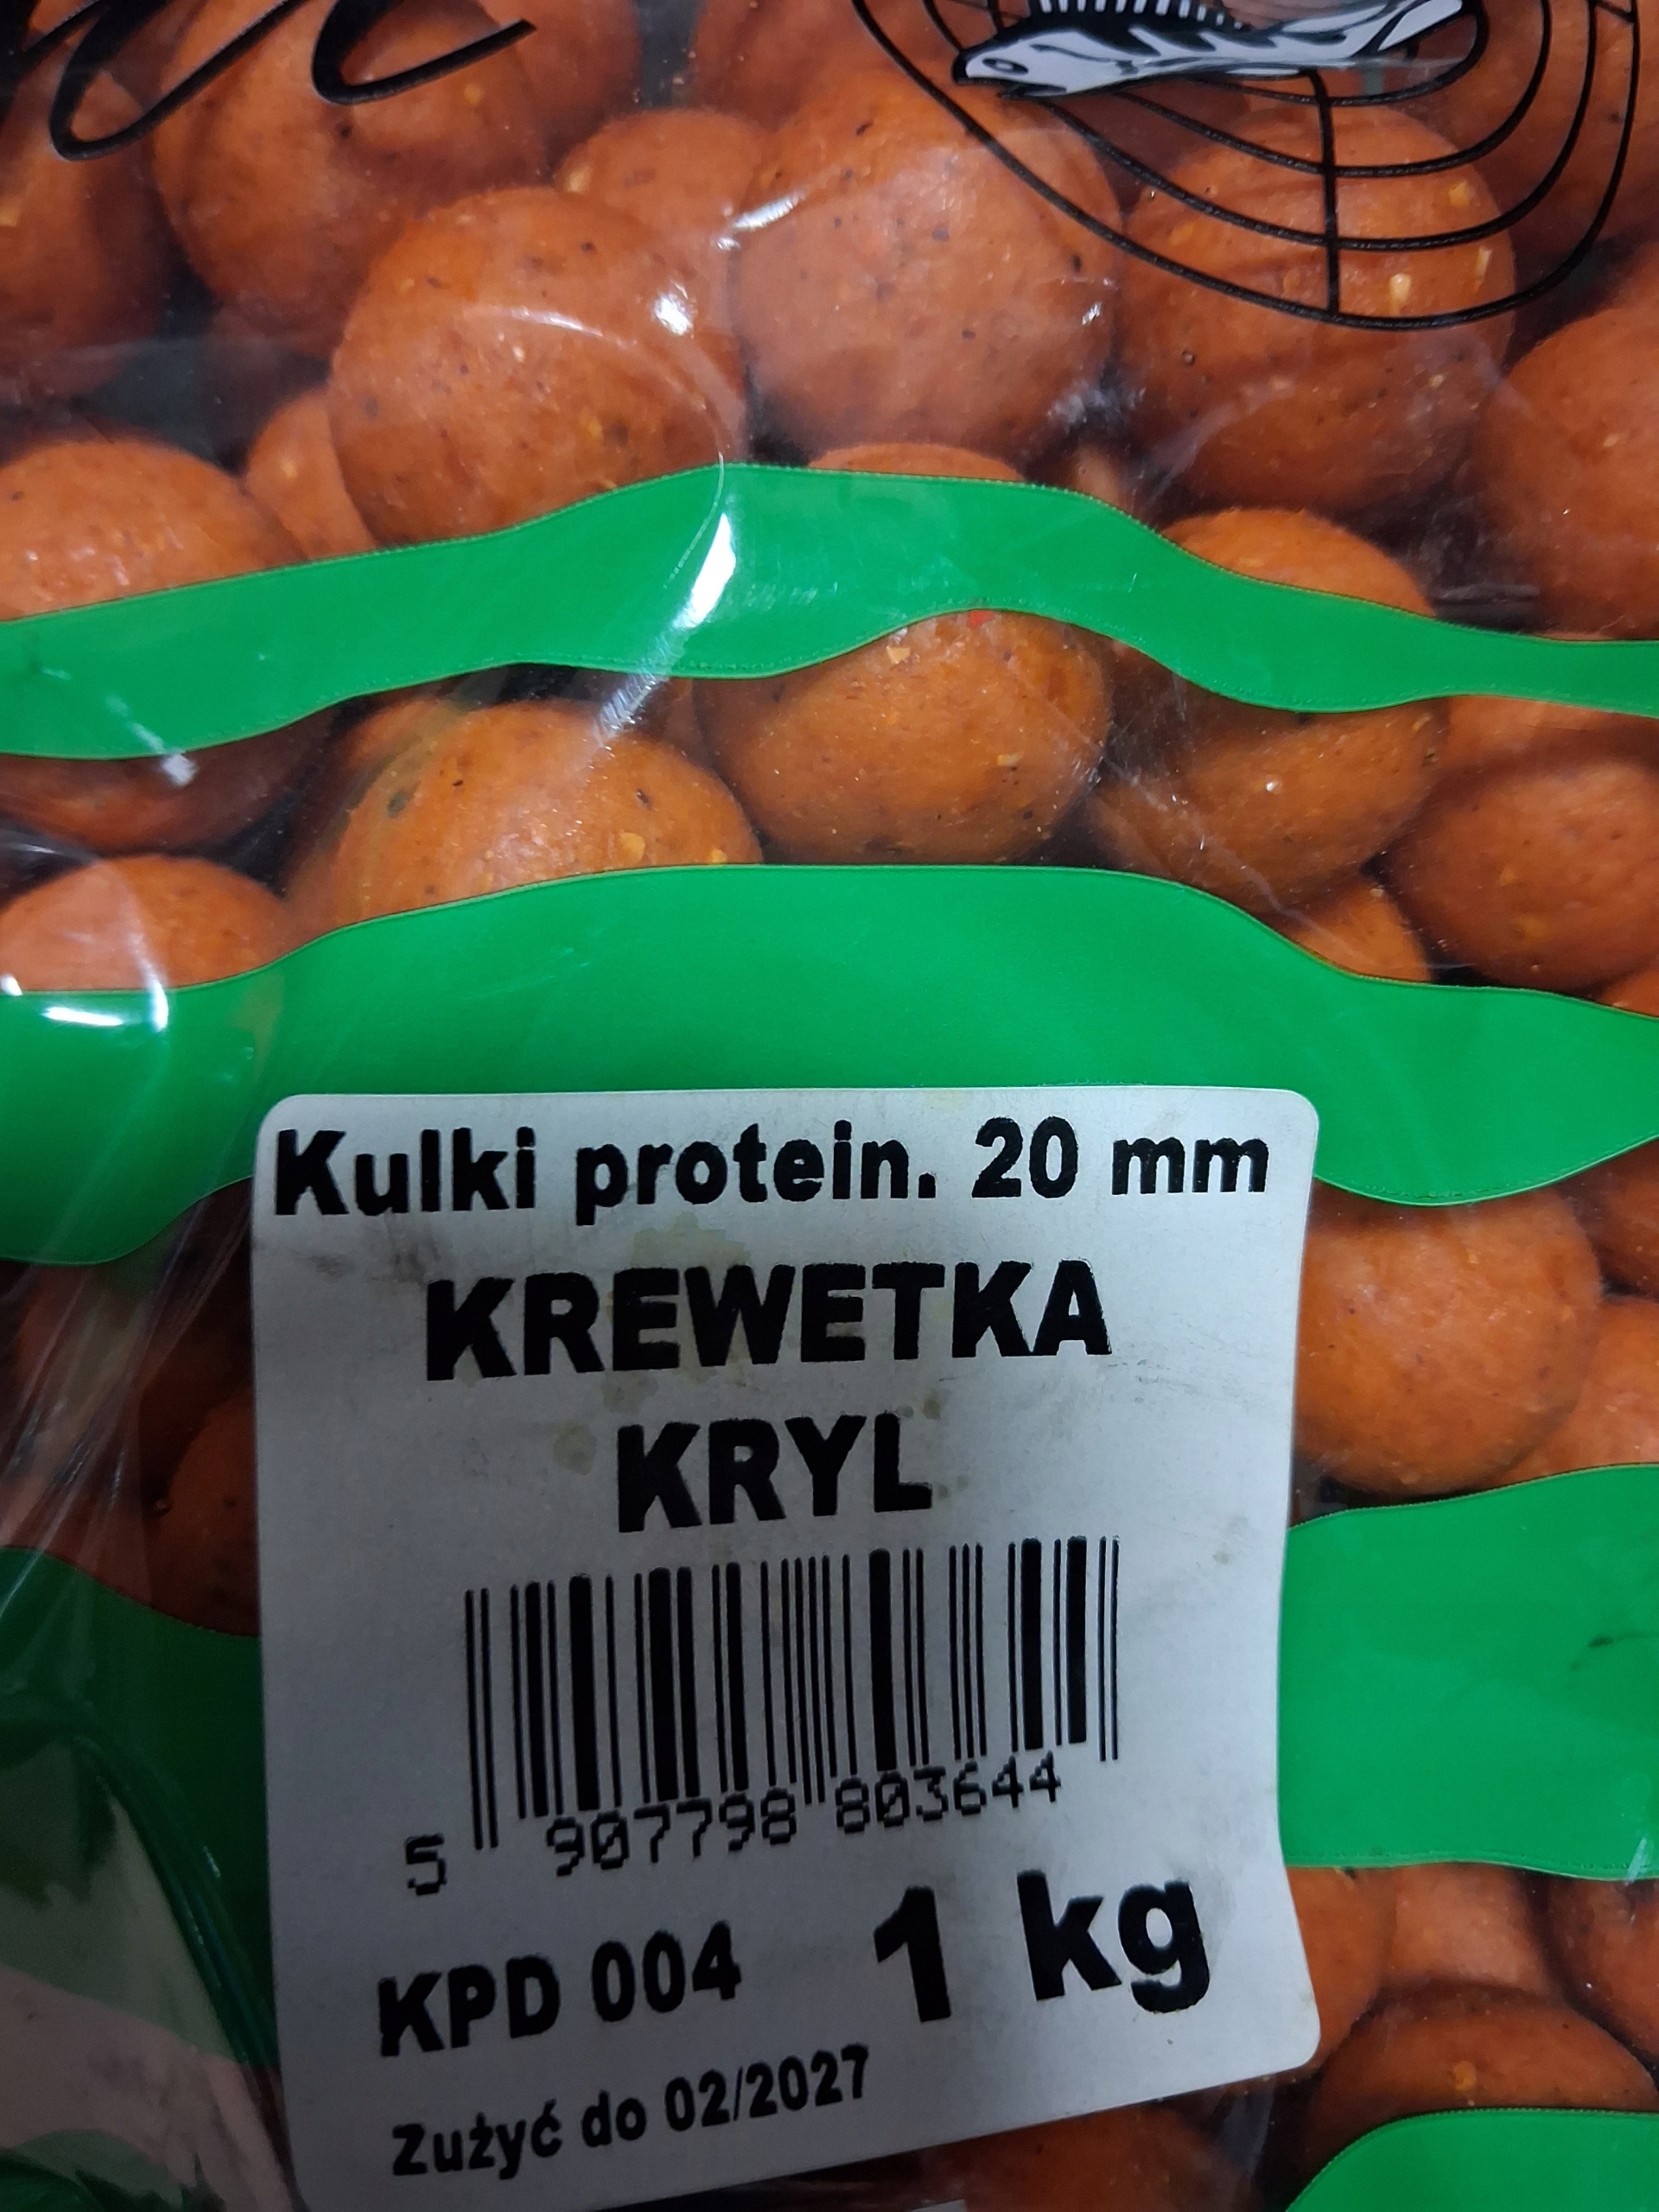 Kulki protein. 20 mm
KREWETKA
KRYL
5 907798 803644
KPD 004 1 kg
Zużyć do 02/2027